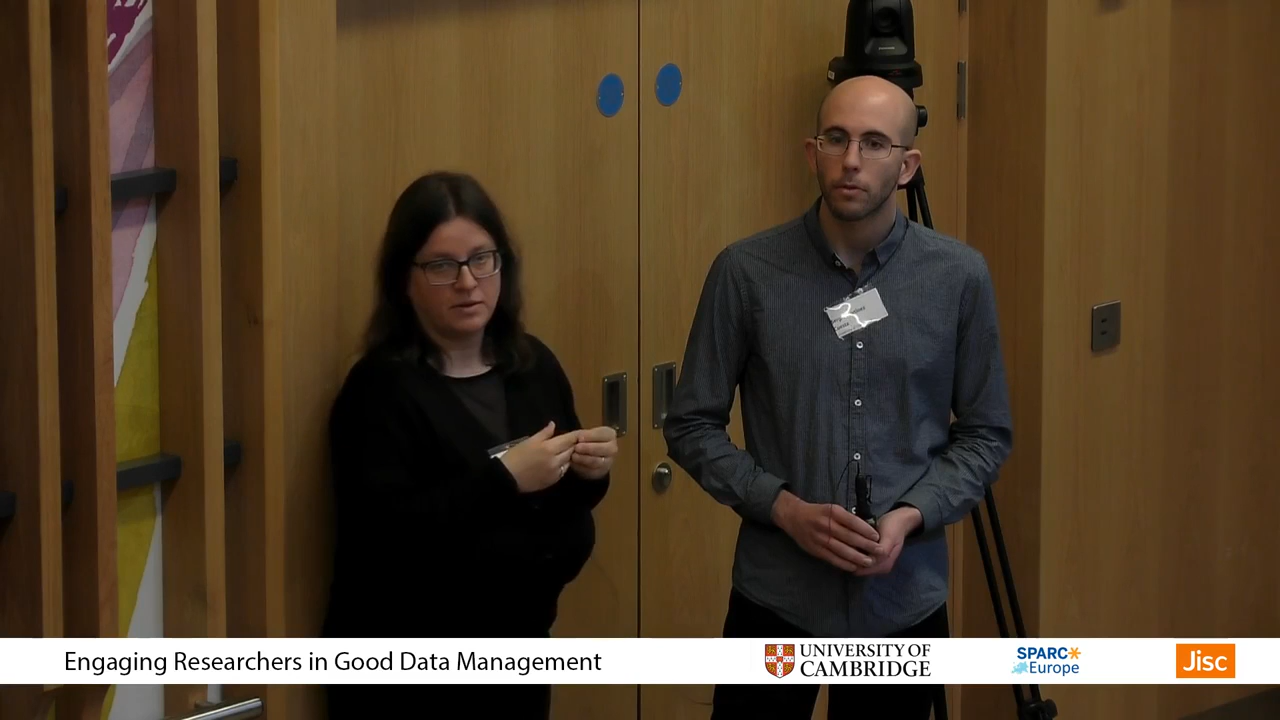 Engaging Researchers in Good Data Management
UNIVERSITY OF
CAMBRIDGE
SPARC
Europe
Jisc